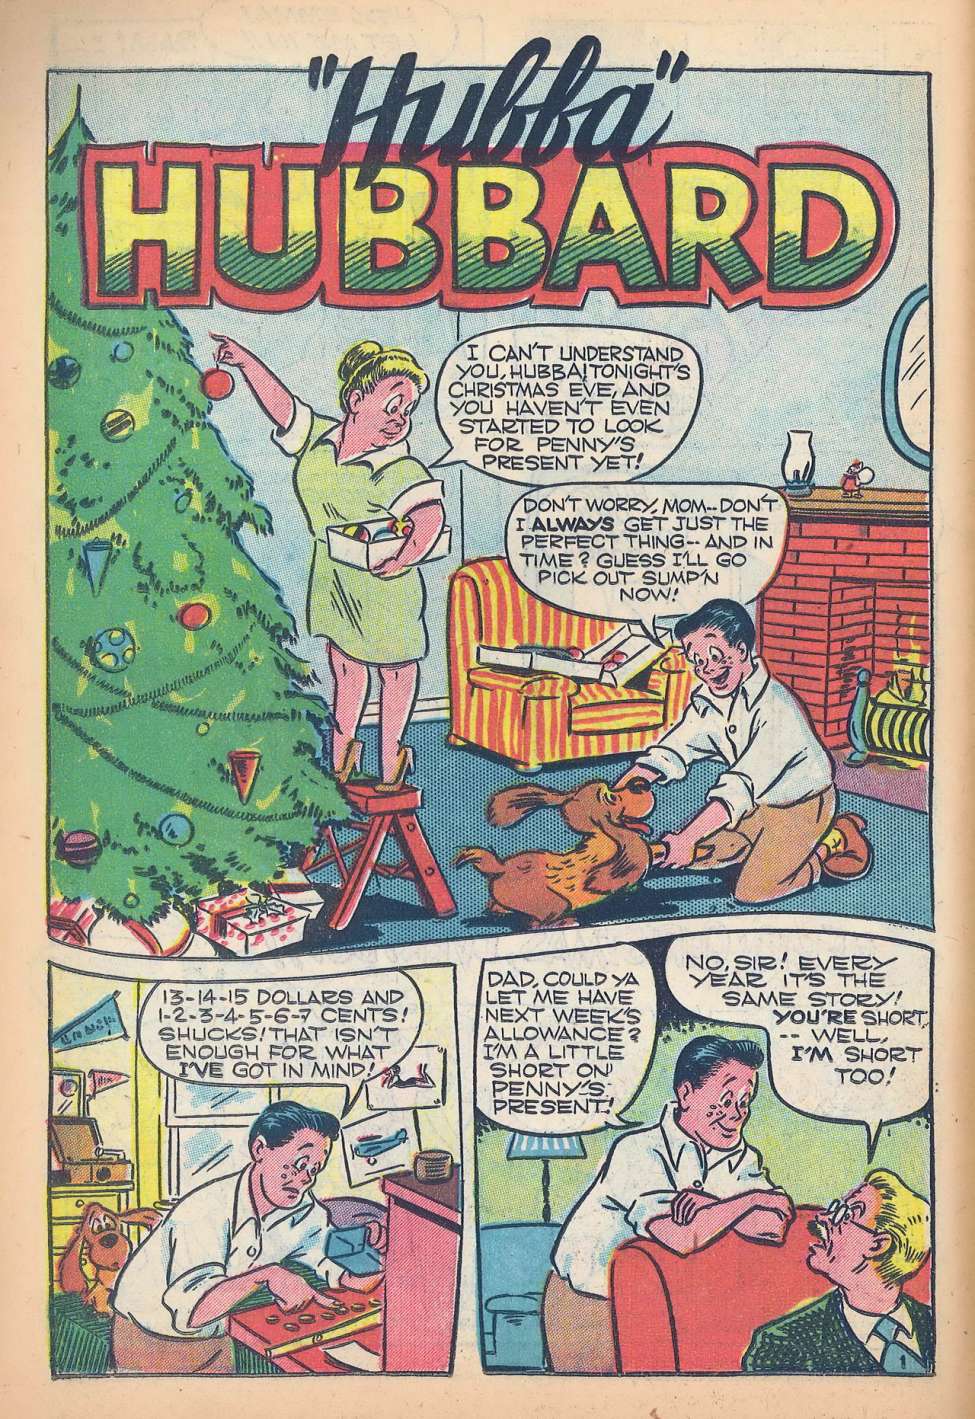 "Hubba"
HUBBARD
I CAN'T UNDERSTAND
YOU, HUBBA! TONIGHT'S
CHRISTMAS EVE, AND
YOU HAVEN'T EVEN
STARTED TO LOOK
FOR PENNY'S
PRESENT YET!
DON'T WORRY, MOM--DON'T
I ALWAYS GET JUST THE
PERFECT THING--AND IN
TIME? GUESS I'LL GO
PICK OUT SUMP'N
NOW!
13-14-15 DOLLARS AND
1-2-3-4-5-6-7 CENTS!
SHUCKS! THAT ISN'T
ENOUGH FOR WHAT
I'VE GOT IN MIND!
DAD, COULD YA
LET ME HAVE
NEXT WEEK'S
ALLOWANCE?
I'M A LITTLE
SHORT ON
PENNY'S
PRESENT!
NO, SIR! EVERY
YEAR IT'S THE
SAME STORY!
YOU'RE SHORT,
-- WELL,
I'M SHORT
TOO!
1